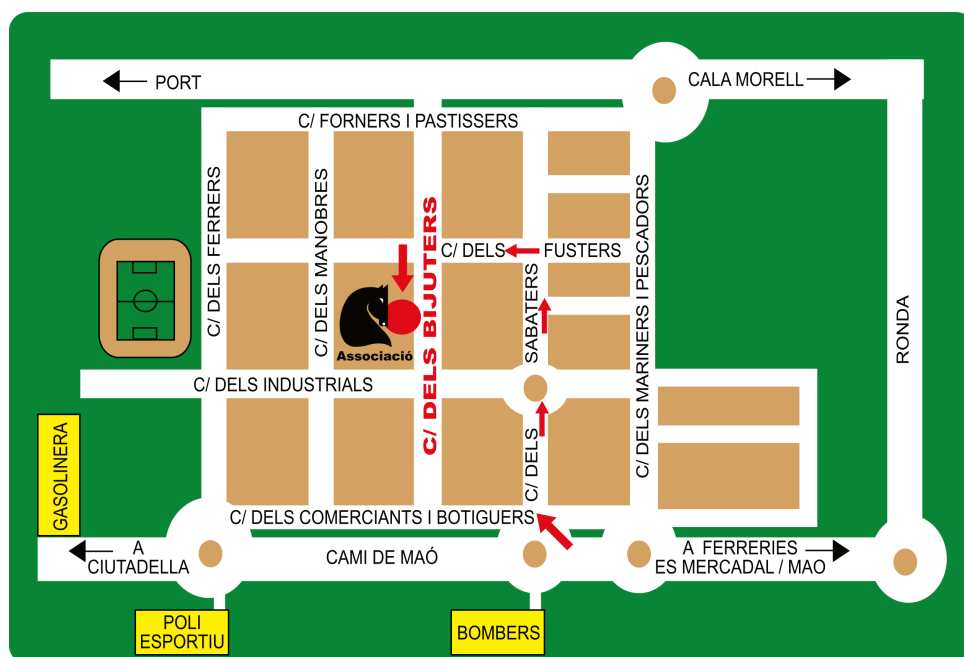 PORT
CALA MORELL
C/ FORNERS I PASTISSERS
C/ DELS FERRERS
C/ DELS MANOBRES
C/ DELS BIJUTERS
C/ DELS FUSTERS
C/ DELS SABATERS
C/ DELS MARINERS I PESCADORS
RONDA
Associació
C/ DELS INDUSTRIALS
GASOLINERA
C/ DELS COMERCIANTS I BOTIGUERS
A
CIUTADELLA
CAMI DE MAÓ
A FERRERIES
ES MERCADAL / MAO
POLI
ESPORTIU
BOMBERS